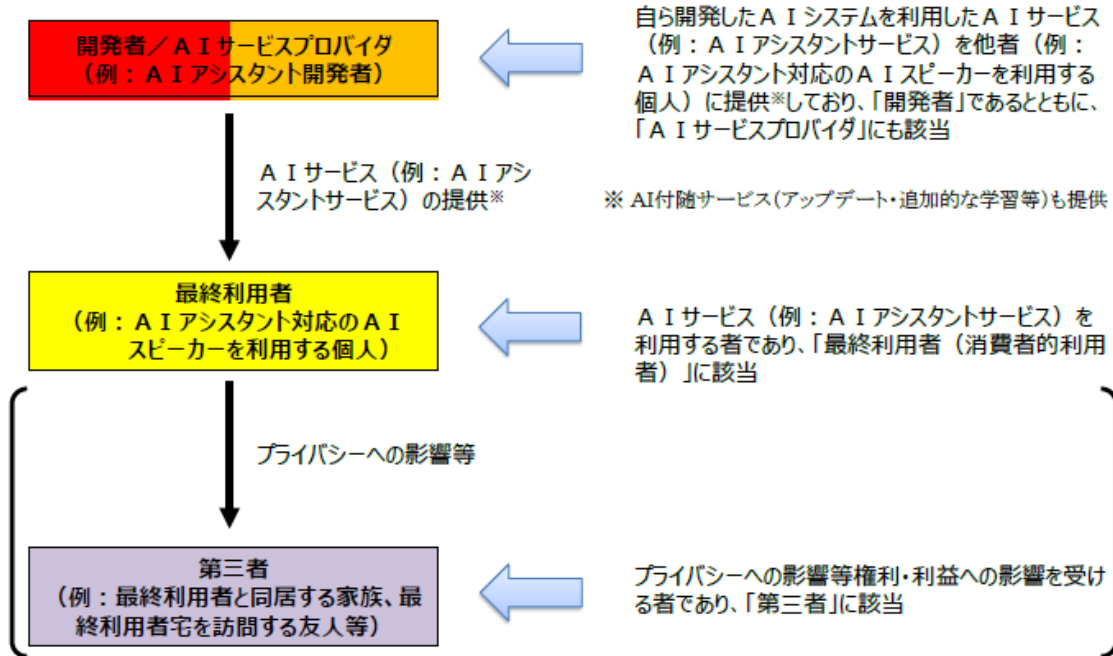 開発者／ＡＩサービスプロバイダ
（例：ＡＩアシスタント開発者）
自ら開発したＡＩシステムを利用したＡＩサービス
（例：ＡＩアシスタントサービス）を他者（例：
ＡＩアシスタント対応のＡＩスピーカーを利用する
個人）に提供※しており、「開発者」であるとともに、
「ＡＩサービスプロバイダ」にも該当
ＡＩサービス（例：ＡＩアシ
スタントサービス）の提供※
※ AI付随サービス(アップデート・追加的な学習等)も提供
最終利用者
（例：ＡＩアシスタント対応のＡＩ
スピーカーを利用する個人）
ＡＩサービス（例：ＡＩアシスタントサービス）を
利用する者であり、「最終利用者（消費者的利用
者）」に該当
プライバシーへの影響等
第三者
（例：最終利用者と同居する家族、最
終利用者宅を訪問する友人等）
プライバシーへの影響等権利・利益への影響を受け
る者であり、「第三者」に該当